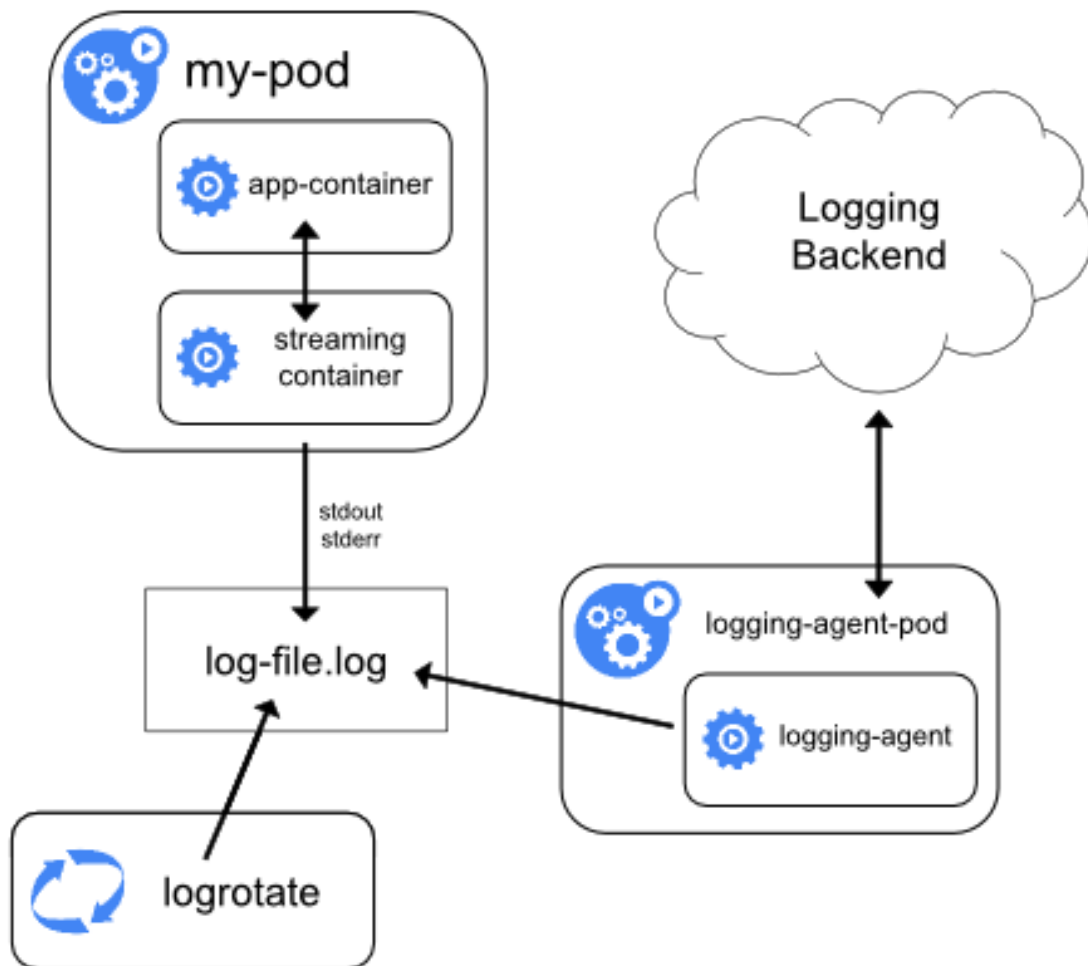 my-pod
app-container
streaming
container
Logging
Backend
stdout
stderr
log-file.log
logging-agent-pod
logging-agent
logrotate